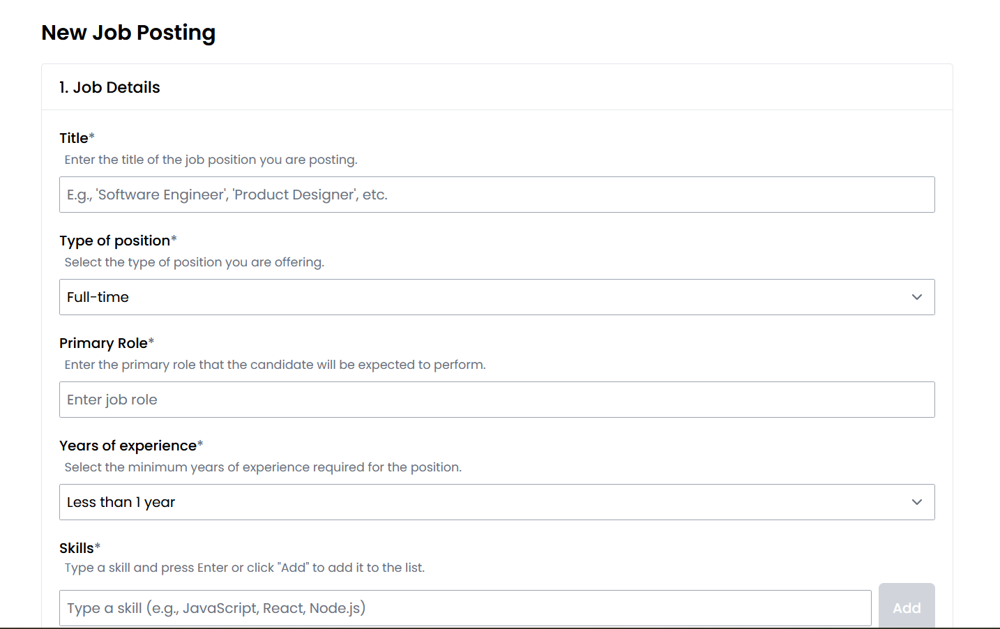 New Job Posting
1. Job Details
Title*
Enter the title of the job position you are posting.
E.g., 'Software Engineer', 'Product Designer', etc.
Type of position*
Select the type of position you are offering.
Full-time
Primary Role*
Enter the primary role that the candidate will be expected to perform.
Enter job role
Years of experience*
Select the minimum years of experience required for the position.
Less than 1 year
Skills*
Type a skill and press Enter or click "Add" to add it to the list.
Type a skill (e.g., JavaScript, React, Node.js)
Add